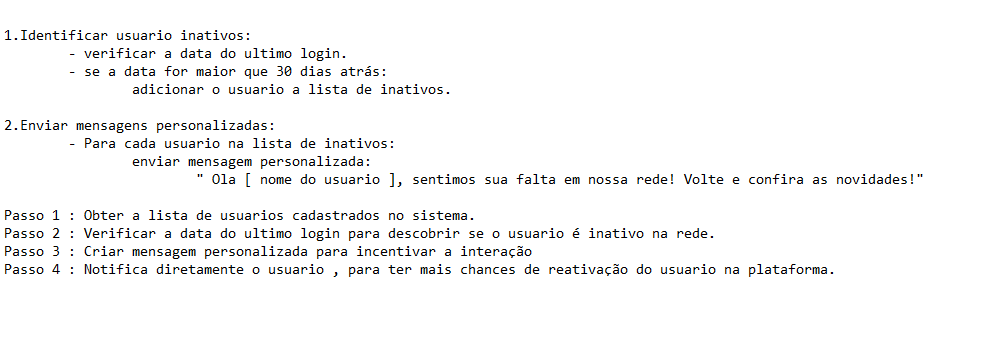 1.Identificar usuario inativos:
- verificar a data do ultimo login.
- se a data for maior que 30 dias atrás:
adicionar o usuario a lista de inativos.
2.Enviar mensagens personalizadas:
- Para cada usuario na lista de inativos:
enviar mensagem personalizada:
" Ola [ nome do usuario ], sentimos sua falta em nossa rede! Volte e confira as novidades!"
Passo 1 : Obter a lista de usuarios cadastrados no sistema.
Passo 2 : Verificar a data do ultimo login para descobrir se o usuario é inativo na rede.
Passo 3 : Criar mensagem personalizada para incentivar a interação
Passo 4 : Notifica diretamente o usuario , para ter mais chances de reativação do usuario na plataforma.